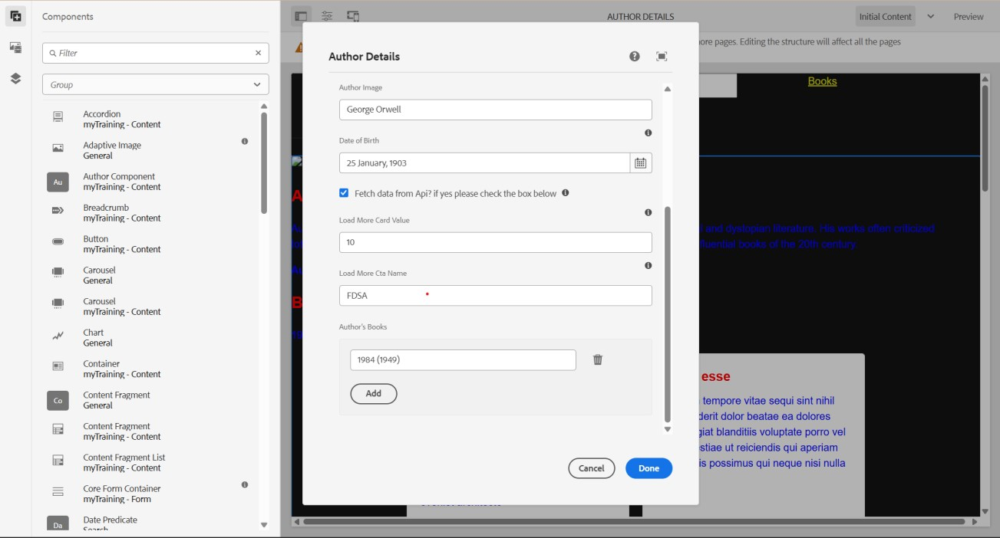 Components
Filter
Group
Accordion
myTraining - Content
Adaptive Image
General
Au
Author Component
myTraining - Content
Breadcrumb
myTraining - Content
Button
myTraining - Content
Carousel
General
Carousel
myTraining - Content
Chart
General
Container
myTraining - Content
Co
Content Fragment
General
Content Fragment
myTraining - Content
Content Fragment List
myTraining - Content
Core Form Container
myTraining - Form
Da
Date Predicate
Search
AUTHOR DETAILS
Initial Content
Preview
ore pages. Editing the structure will affect all the pages
Books
Author Details
Author Image
George Orwell
Date of Birth
25 January, 1903
Fetch data from Api? if yes please check the box below
Load More Card Value
10
Load More Cta Name
FDSA
Author's Books
1984 (1949)
Add
Cancel
Done
and dystopian literature. His works often criticized
fluential books of the 20th century.
esse
tempore vitae sequi sint nihil
derit dolor beatae ea dolores
giat blanditiis voluptate porro vel
estiae ut reiciendis qui aperiam
is possimus qui neque nisi nulla